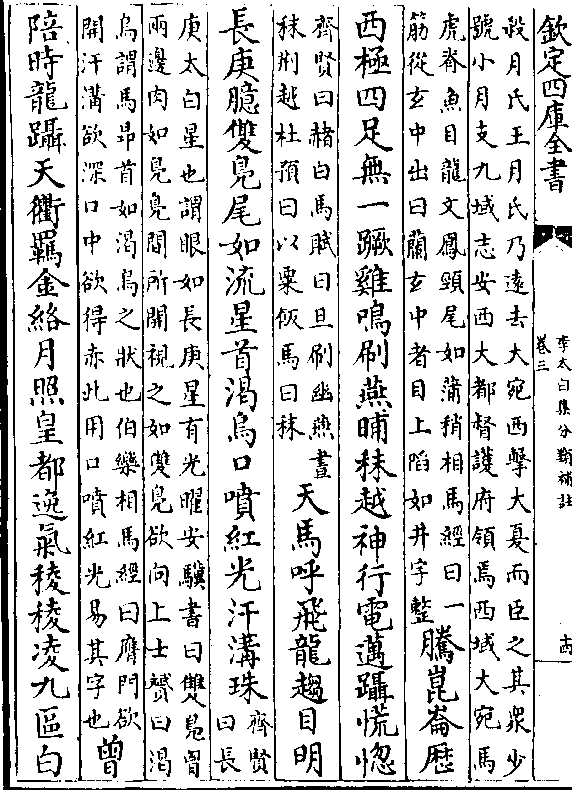 欽定四庫全書
李太白集分類補註
卷三
十四
殺月氏王月氏乃遠去大宛西擊大夏而臣之其衆少
號小月支九域志安西大都督護府領焉西域大宛馬
虎脊魚目龍文鳳頸尾如蒲稍相馬經曰一
筋從玄中出曰蘭玄中者目上䧟如井字整
騰崑崙歴
西極四足無一蹶雞鳴刷燕晡秣越神行電邁躡慌惚
齊賢曰赭白馬賦曰旦刷幽燕晝
秣荆越杜預曰以粟飯馬曰秣
天馬呼飛龍趨目明
長庚臆雙鳬尾如流星首渴烏口噴紅光汗溝珠
齊賢
曰長
庚太白星也謂眼如長庚星有光曜安驥書曰雙鳬胷
兩邊肉如鳬鳬間所開視之如雙鳬欲向上士贇曰渴
烏謂馬昂首如渴烏之狀也伯樂相馬經曰膺門欲
開汗溝欲深口中欲得赤此用口噴紅光易其字也
曾
陪時龍躡天衢羈金絡月照皇都逸氣稜稜凌九區白